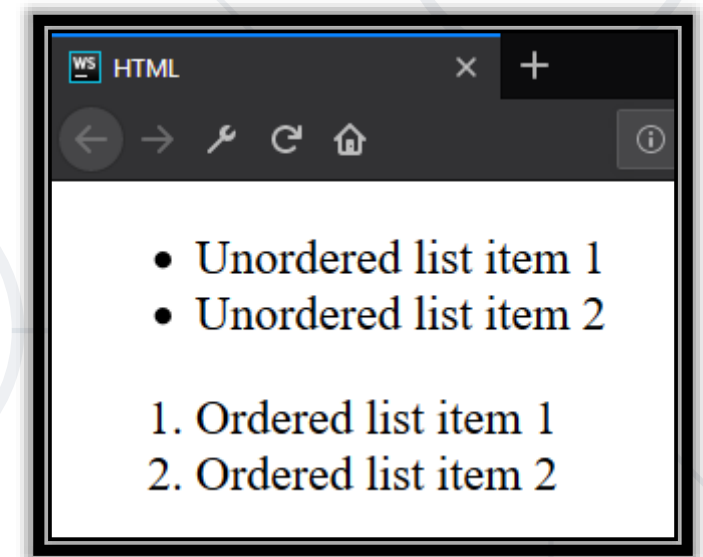 WS HTML
• Unordered list item 1
• Unordered list item 2
1. Ordered list item 1
2. Ordered list item 2